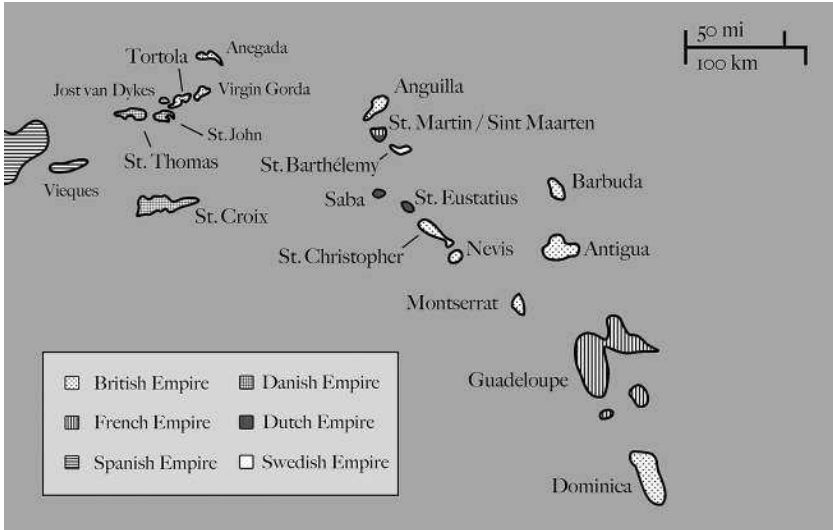 50 mi
100 km
Anegada
Tortola
Jost van Dykes
Virgin Gorda
St. John
St. Thomas
Vieques
St. Croix
Anguilla
St. Martin / Sint Maarten
St. Barthélemy
Saba
St. Eustatius
Barbuda
St. Christopher
Nevis
Antigua
Montserrat
Guadeloupe
Dominica
British Empire
Danish Empire
French Empire
Dutch Empire
Spanish Empire
Swedish Empire